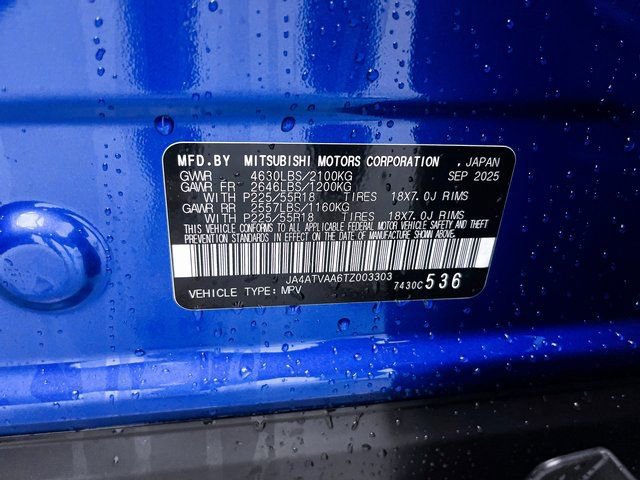 MFD.BY MITSUBISHI MOTORS CORPORATION , JAPAN
GVWR 4630LBS/2100KG SEP 2025
GAWR FR 2646LBS/1200KG
WITH P225/55R18 TIRES 18X7.0J RIMS
GAWR RR 2557LBS/1160KG
WITH P225/55R18 TIRES 18X7.0J RIMS
THIS VEHICLE CONFORMS TO ALL APPLICABLE FEDERAL MOTOR VEHICLE SAFETY AND THEFT
PREVENTION STANDARDS IN EFFECT ON THE DATE OF MANUFACTURE SHOWN ABOVE.
JA4ATVAA6TZ003303
VEHICLE TYPE: MPV 7430C 536